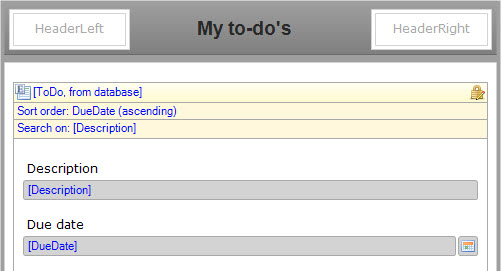 HeaderLeft
My to-do's
HeaderRight
[ToDo, from database]
Sort order: DueDate (ascending)
Search on: [Description]
Description
[Description]
Due date
[DueDate]